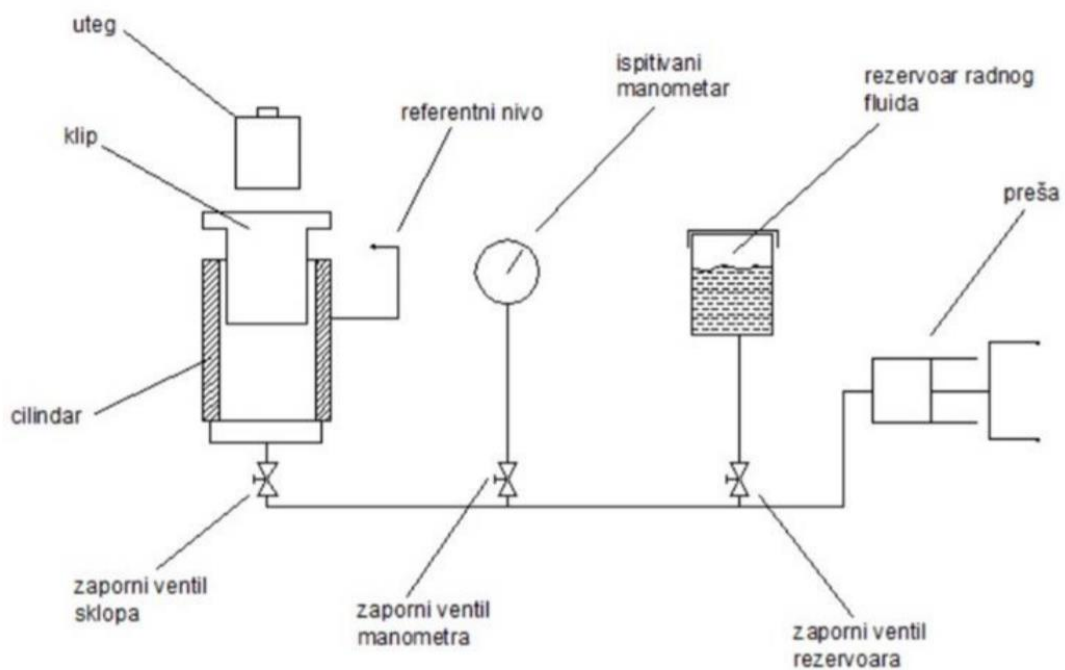 uteg
klip
referentni nivo
ispitivani
manometar
rezervoar radnog
fluida
preša
cilindar
zaporni ventil
sklopa
zaporni ventil
manometra
zaporni ventil
rezervoara